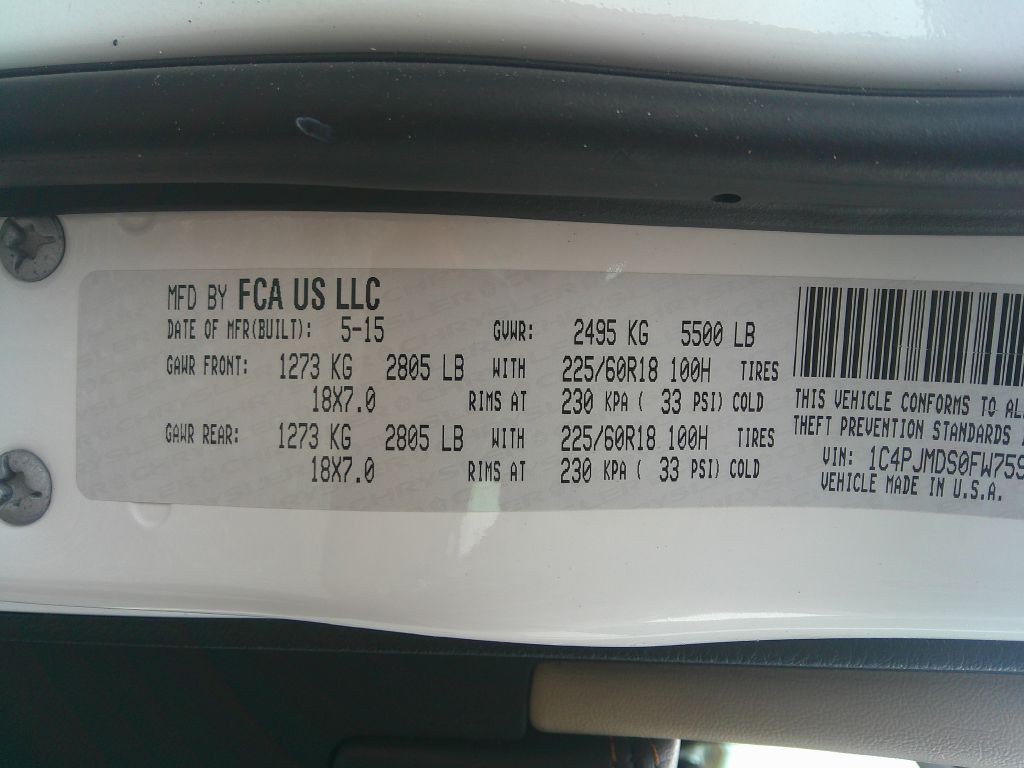 MFD BY FCA US LLC
DATE OF MFR(BUILT): 5-15 GVWR: 2495 KG 5500 LB
GAWR FRONT: 1273 KG 2805 LB WITH 225/60R18 100H TIRES
18X7.0 RIMS AT 230 KPA ( 33 PSI) COLD
GAWR REAR: 1273 KG 2805 LB WITH 225/60R18 100H TIRES
18X7.0 RIMS AT 230 KPA ( 33 PSI) COLD
THIS VEHICLE CONFORMS TO
THEFT PREVENTION STANDARDS
VIN: 1C4PJMDS0FW75
VEHICLE MADE IN U.S.A.